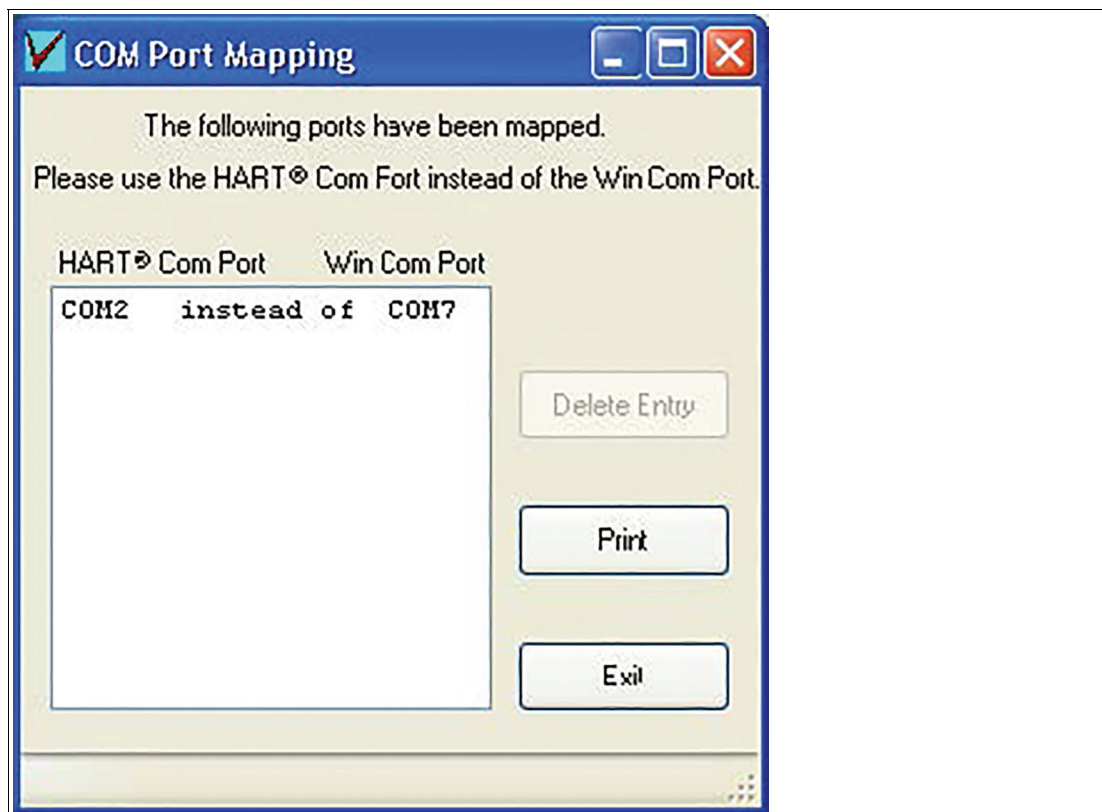 COM Port Mapping
The following ports have been mapped.
Please use the HART® Com Fort instead of the Win Com Port.
HART® Com Port Win Com Port
COM2 instead of COM7
Delete Entry
Print
Exit